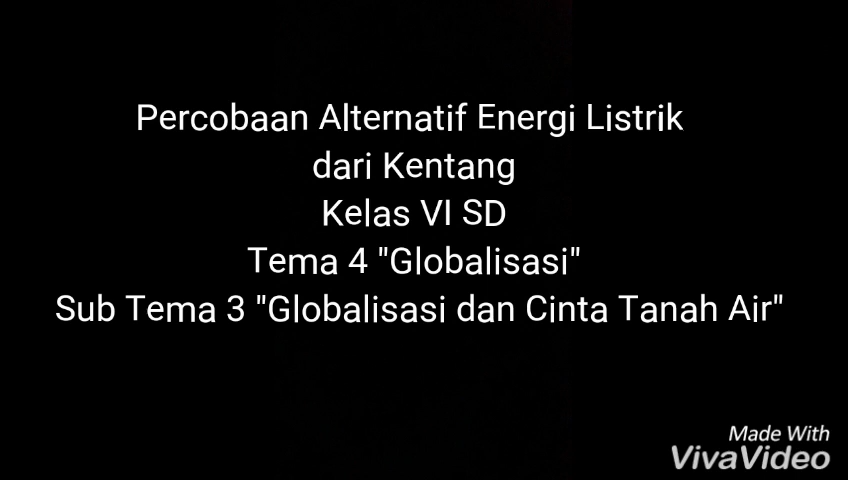 Percobaan Alternatif Energi Listrik
dari Kentang
Kelas VI SD
Tema 4 "Globalisasi"
Sub Tema 3 "Globalisasi dan Cinta Tanah Air"
Made With
VivaVideo